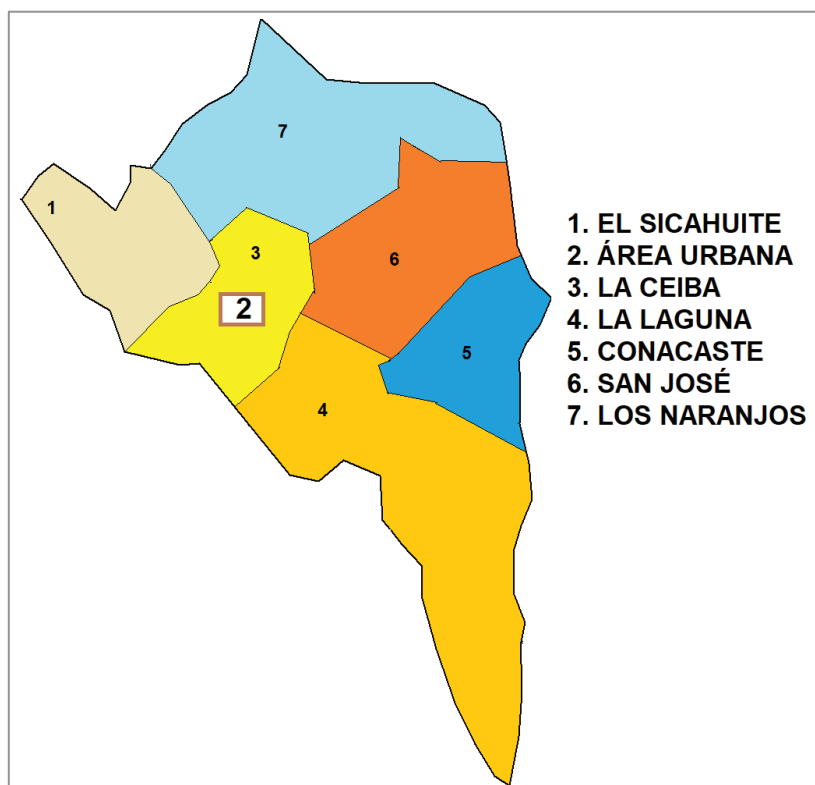 7
1
3
6
2
5
4
1. EL SICAHUITE
2. ÁREA URBANA
3. LA CEIBA
4. LA LAGUNA
5. CONACASTE
6. SAN JOSÉ
7. LOS NARANJOS